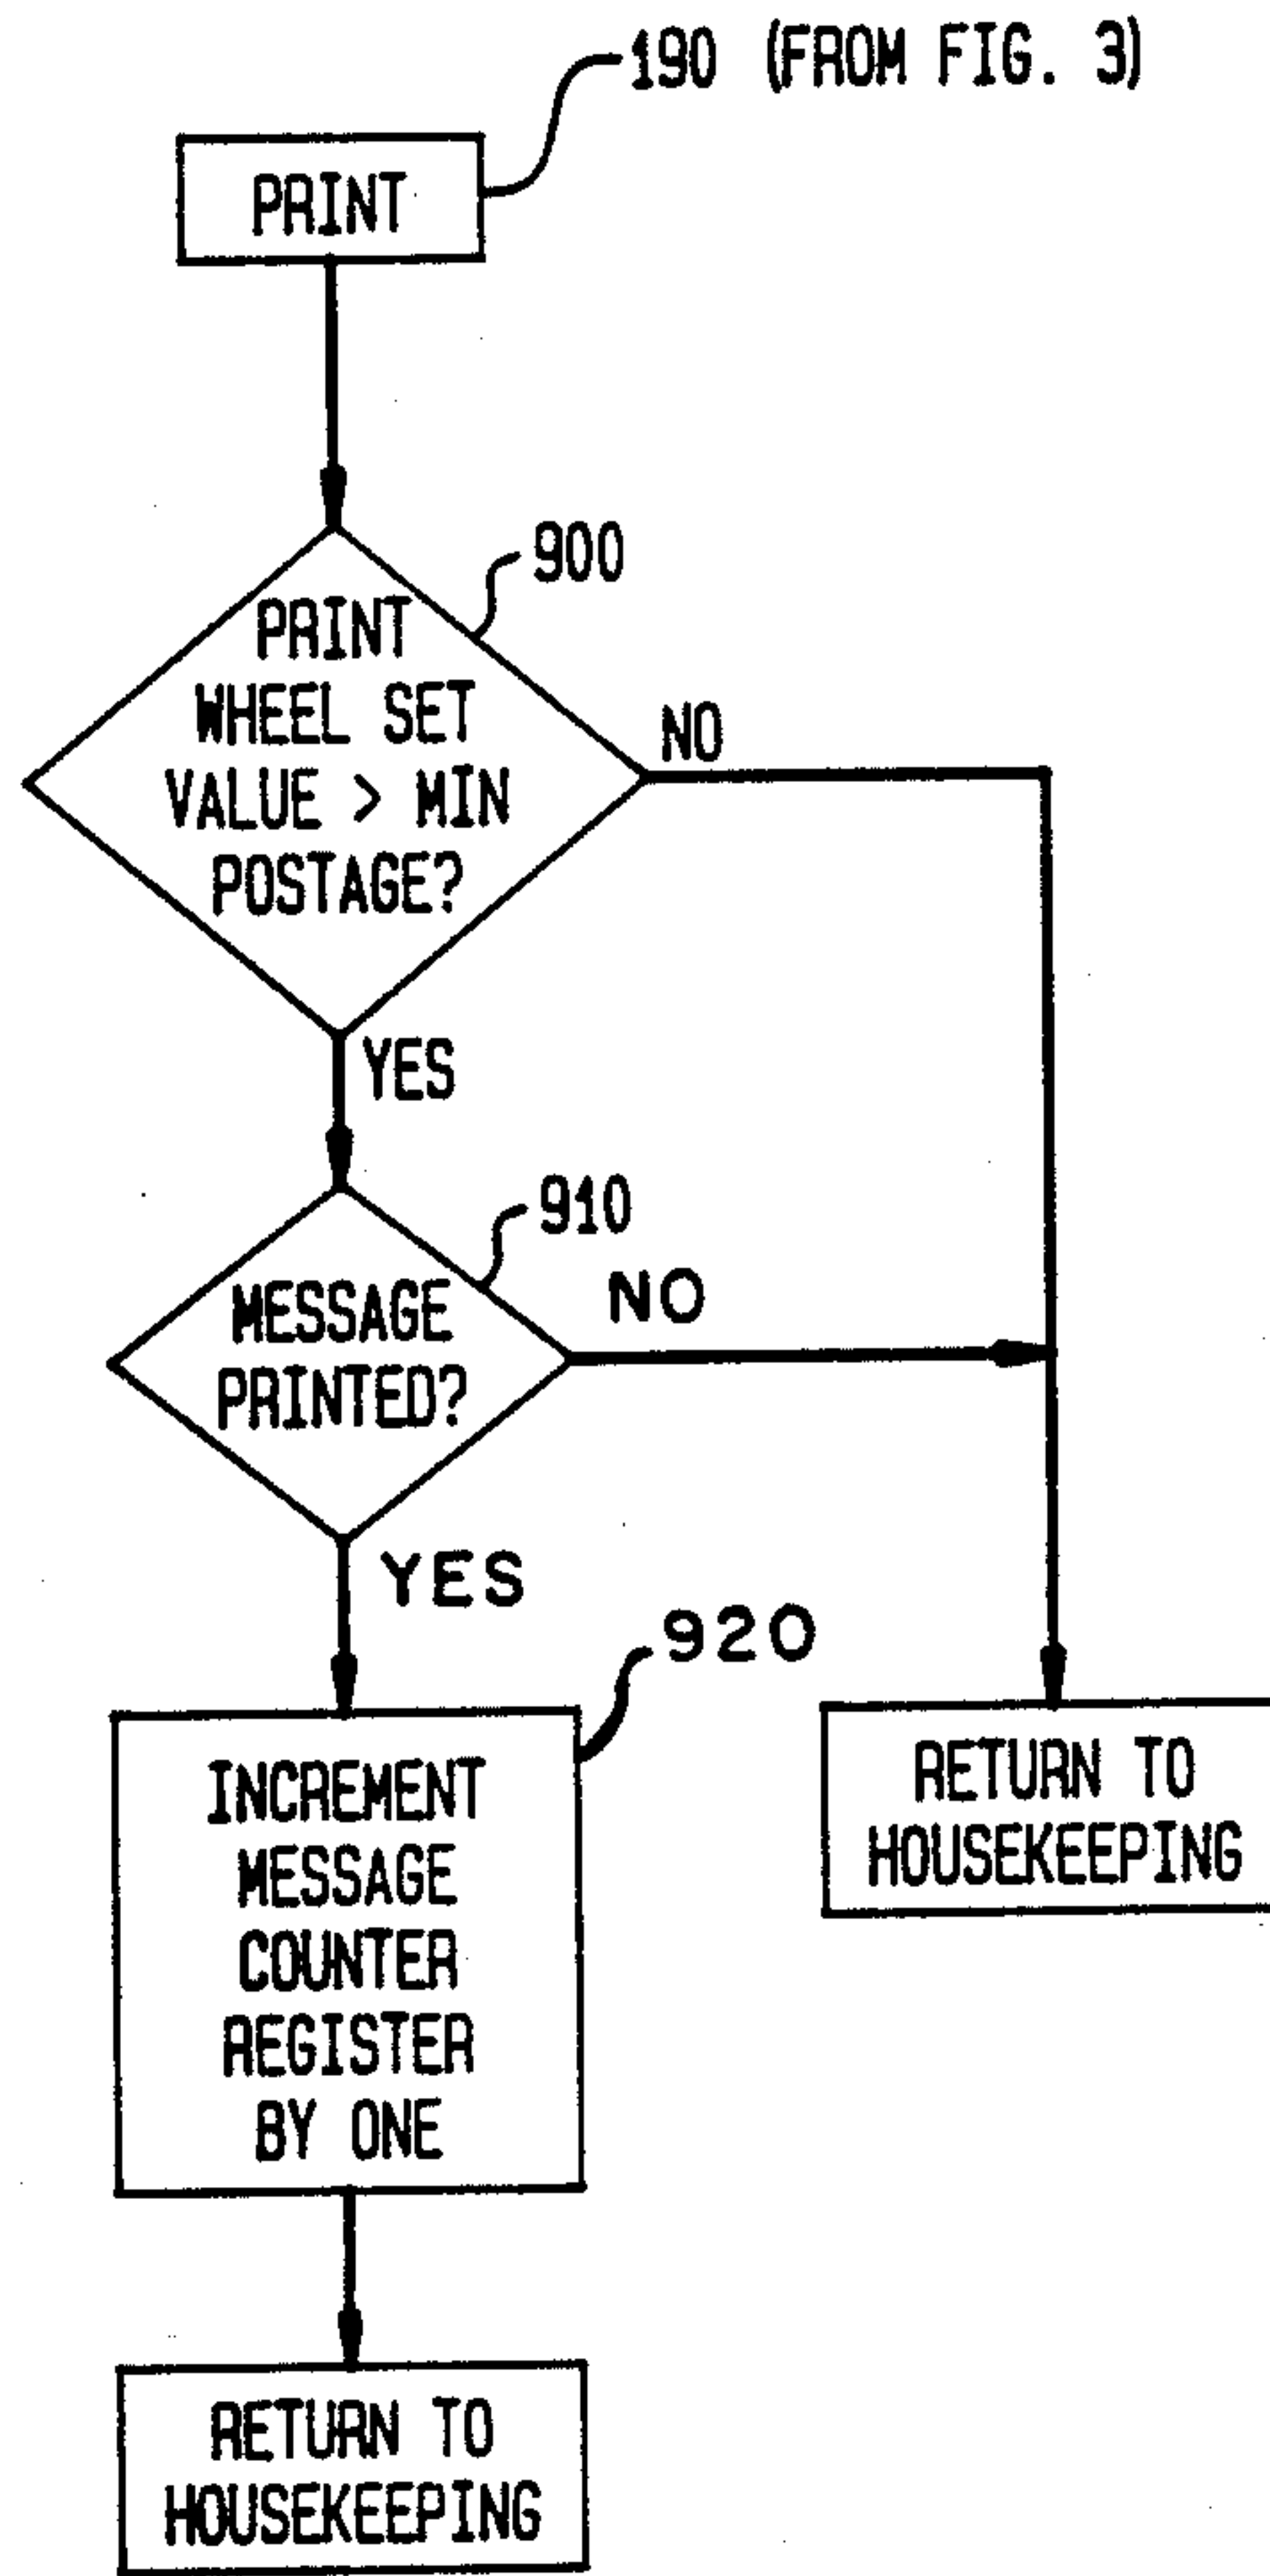 190 (FROM FIG. 3)
PRINT
900
PRINT
WHEEL SET
VALUE > MIN
POSTAGE?
NO
YES
910
MESSAGE
PRINTED?
NO
YES
920
INCREMENT
MESSAGE
COUNTER
REGISTER
BY ONE
RETURN TO
HOUSEKEEPING
RETURN TO
HOUSEKEEPING